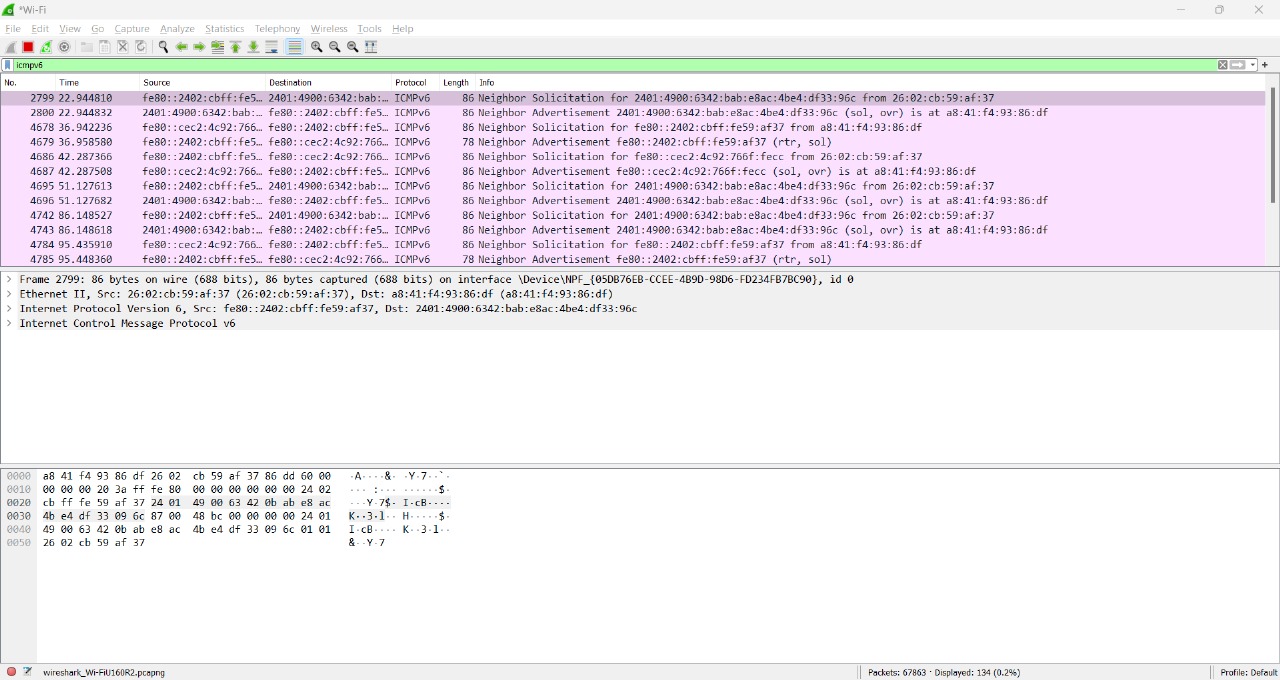 *Wi-Fi
File Edit View Go Capture Analyze Statistics Telephony Wireless Tools Help
icmpv6
No. Time Source Destination Protocol Length Info
2799 22.944810 fe80::2402:cbff:fe5… 2401:4900:6342:bab:… ICMPv6 86 Neighbor Solicitation for 2401:4900:6342:bab:e8ac:4be4:df33:96c from 26:02:cb:59:af:37
2800 22.944832 2401:4900:6342:bab:… fe80::2402:cbff:fe5… ICMPv6 86 Neighbor Advertisement 2401:4900:6342:bab:e8ac:4be4:df33:96c (sol, ovr) is at a8:41:f4:93:86:df
4678 36.942236 fe80::cec2:4c92:766… fe80::2402:cbff:fe5… ICMPv6 86 Neighbor Solicitation for fe80::2402:cbff:fe59:af37 from a8:41:f4:93:86:df
4679 36.958580 fe80::2402:cbff:fe5… fe80::cec2:4c92:766… ICMPv6 78 Neighbor Advertisement fe80::2402:cbff:fe59:af37 (rtr, sol)
4686 42.287366 fe80::2402:cbff:fe5… fe80::cec2:4c92:766… ICMPv6 86 Neighbor Solicitation for fe80::cec2:4c92:766f:fecc from 26:02:cb:59:af:37
4687 42.287508 fe80::cec2:4c92:766… fe80::2402:cbff:fe5… ICMPv6 86 Neighbor Advertisement fe80::cec2:4c92:766f:fecc (sol, ovr) is at a8:41:f4:93:86:df
4695 51.127613 fe80::2402:cbff:fe5… 2401:4900:6342:bab:… ICMPv6 86 Neighbor Solicitation for 2401:4900:6342:bab:e8ac:4be4:df33:96c from 26:02:cb:59:af:37
4696 51.127682 2401:4900:6342:bab:… fe80::2402:cbff:fe5… ICMPv6 86 Neighbor Advertisement 2401:4900:6342:bab:e8ac:4be4:df33:96c (sol, ovr) is at a8:41:f4:93:86:df
4742 86.148527 fe80::2402:cbff:fe5… 2401:4900:6342:bab:… ICMPv6 86 Neighbor Solicitation for 2401:4900:6342:bab:e8ac:4be4:df33:96c from 26:02:cb:59:af:37
4743 86.148618 2401:4900:6342:bab:… fe80::2402:cbff:fe5… ICMPv6 86 Neighbor Advertisement 2401:4900:6342:bab:e8ac:4be4:df33:96c (sol, ovr) is at a8:41:f4:93:86:df
4784 95.435910 fe80::cec2:4c92:766… fe80::2402:cbff:fe5… ICMPv6 86 Neighbor Solicitation for fe80::2402:cbff:fe59:af37 from a8:41:f4:93:86:df
4785 95.448360 fe80::2402:cbff:fe5… fe80::cec2:4c92:766… ICMPv6 78 Neighbor Advertisement fe80::2402:cbff:fe59:af37 (rtr, sol)
> Frame 2799: 86 bytes on wire (688 bits), 86 bytes captured (688 bits) on interface \Device\NPF_{05DB76EB-CCEE-4B9D-98D6-FD234FB7BC90}, id 0
> Ethernet II, Src: 26:02:cb:59:af:37 (26:02:cb:59:af:37), Dst: a8:41:f4:93:86:df (a8:41:f4:93:86:df)
> Internet Protocol Version 6, Src: fe80::2402:cbff:fe59:af37, Dst: 2401:4900:6342:bab:e8ac:4be4:df33:96c
> Internet Control Message Protocol v6
0000 a8 41 f4 93 86 df 26 02 cb 59 af 37 86 dd 60 00 ·A····&· ·Y·7··`·
0010 00 00 00 20 3a ff fe 80 00 00 00 00 00 00 24 02 ··· :··· ······$·
0020 cb ff fe 59 af 37 24 01 49 00 63 42 0b ab e8 ac ···Y·7$· I·cB····
0030 4b e4 df 33 09 6c 87 00 48 bc 00 00 00 00 24 01 K··3·l·· H·····$·
0040 49 00 63 42 0b ab e8 ac 4b e4 df 33 09 6c 01 01 I·cB···· K··3·l··
0050 26 02 cb 59 af 37 &··Y·7
wireshark_Wi-FiU160R2.pcapng Packets: 67863 · Displayed: 134 (0.2%) Profile: Default